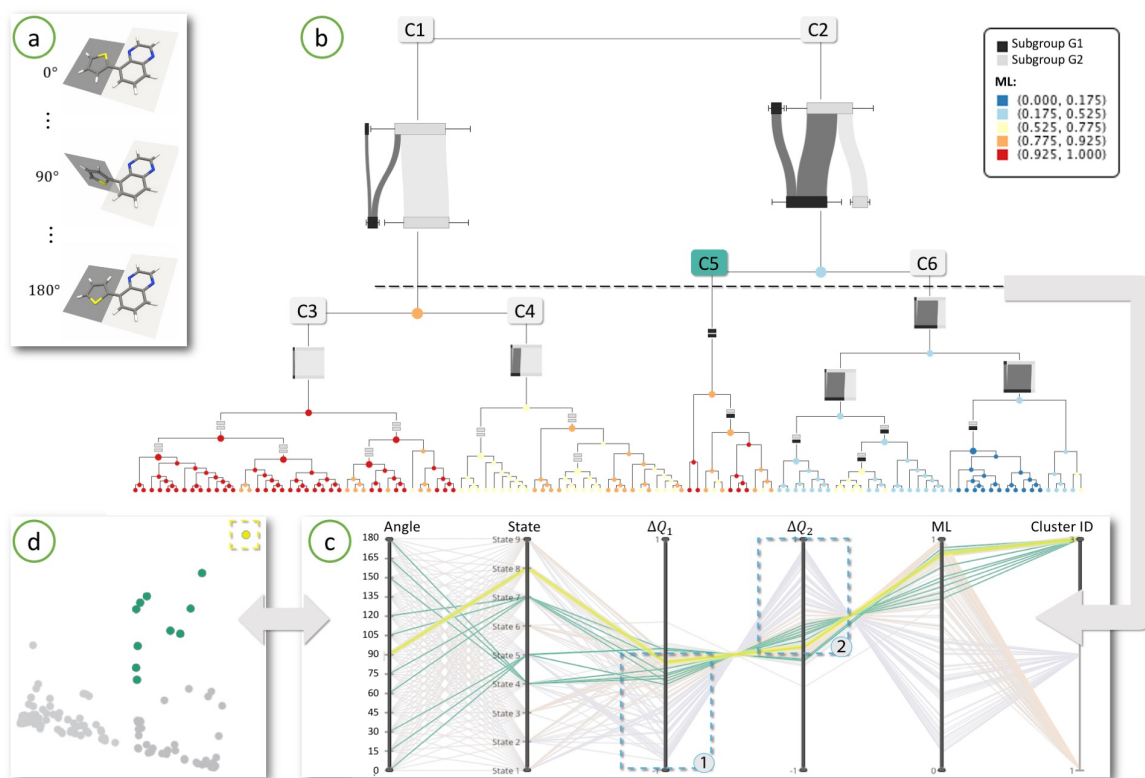 a
0°
90°
180°
b
C1
C2
C3
C4
C5
C6
Subgroup G1
Subgroup G2
ML:
(0.000, 0.175)
(0.175, 0.525)
(0.525, 0.775)
(0.775, 0.925)
(0.925, 1.000)
d
c
Angle
State
ΔQ1
ΔQ2
ML
Cluster ID
180
165
150
135
120
105
90
75
60
45
30
15
0
State 9
State 8
State 7
State 6
State 5
State 4
State 3
State 2
State 1
1
-1
1
1
2
-1
1
0
3
1